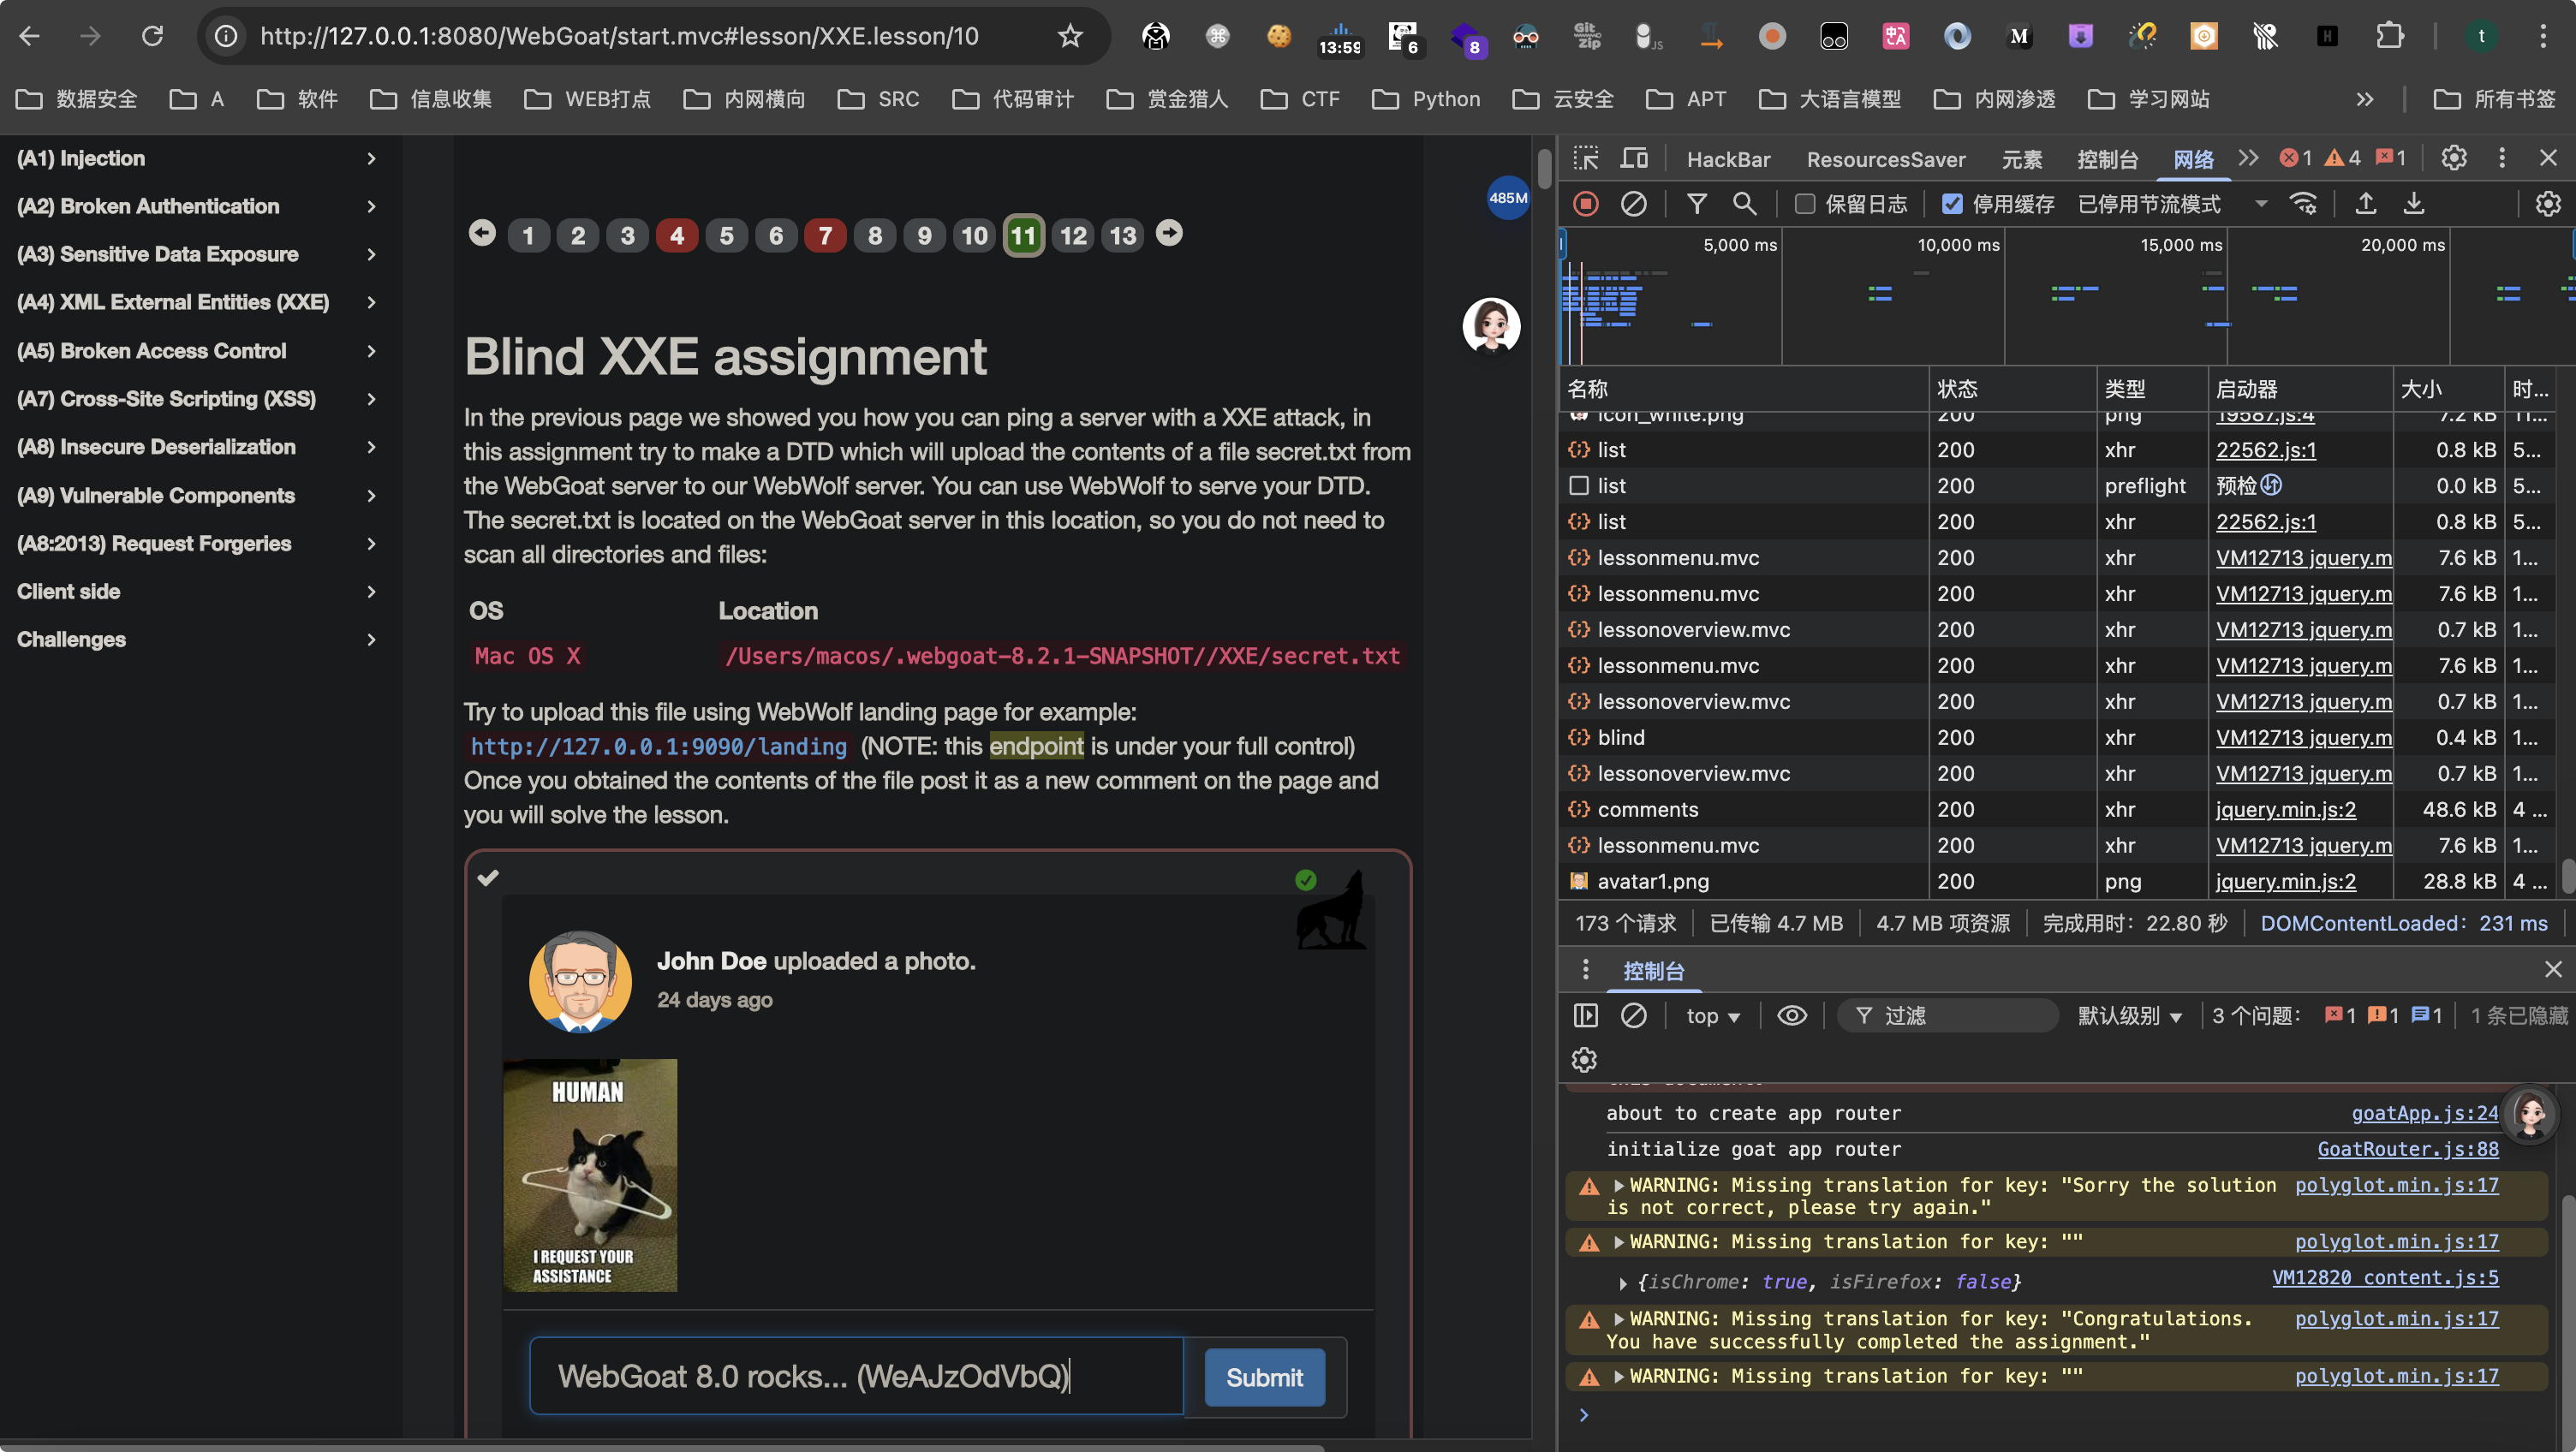 http://127.0.0.1:8080/WebGoat/start.mvc#lesson/XXE.lesson/10
13:59
6
8
Git Zip
JS
中A
M
H
t
数据安全
A
软件
信息收集
WEB打点
内网横向
SRC
代码审计
赏金猎人
CTF
Python
云安全
APT
大语言模型
内网渗透
学习网站
所有书签
(A1) Injection
(A2) Broken Authentication
(A3) Sensitive Data Exposure
(A4) XML External Entities (XXE)
(A5) Broken Access Control
(A7) Cross-Site Scripting (XSS)
(A8) Insecure Deserialization
(A9) Vulnerable Components
(A8:2013) Request Forgeries
Client side
Challenges
485M
1 2 3 4 5 6 7 8 9 10 11 12 13
Blind XXE assignment
In the previous page we showed you how you can ping a server with a XXE attack, in
this assignment try to make a DTD which will upload the contents of a file secret.txt from
the WebGoat server to our WebWolf server. You can use WebWolf to serve your DTD.
The secret.txt is located on the WebGoat server in this location, so you do not need to
scan all directories and files:
OS Location
Mac OS X /Users/macos/.webgoat-8.2.1-SNAPSHOT//XXE/secret.txt
Try to upload this file using WebWolf landing page for example:
http://127.0.0.1:9090/landing (NOTE: this endpoint is under your full control)
Once you obtained the contents of the file post it as a new comment on the page and
you will solve the lesson.
John Doe uploaded a photo.
24 days ago
HUMAN
I REQUEST YOUR
ASSISTANCE
WebGoat 8.0 rocks... (WeAJzOdVbQ)
Submit
HackBar ResourcesSaver 元素 控制台 网络 1 4 1
保留日志 停用缓存 已停用节流模式
5,000 ms 10,000 ms 15,000 ms 20,000 ms
名称 状态 类型 启动器 大小 时...
icon_white.png 200 png 19587.js:4 7.2 kB 11...
list 200 xhr 22562.js:1 0.8 kB 5...
list 200 preflight 预检 0.0 kB 5...
list 200 xhr 22562.js:1 0.8 kB 5...
lessonmenu.mvc 200 xhr VM12713 jquery.m 7.6 kB 1...
lessonmenu.mvc 200 xhr VM12713 jquery.m 7.6 kB 1...
lessonoverview.mvc 200 xhr VM12713 jquery.m 0.7 kB 1...
lessonmenu.mvc 200 xhr VM12713 jquery.m 7.6 kB 1...
lessonoverview.mvc 200 xhr VM12713 jquery.m 0.7 kB 1...
blind 200 xhr VM12713 jquery.m 0.4 kB 1...
lessonoverview.mvc 200 xhr VM12713 jquery.m 0.7 kB 1...
comments 200 xhr jquery.min.js:2 48.6 kB 4 ...
lessonmenu.mvc 200 xhr VM12713 jquery.m 7.6 kB 1...
avatar1.png 200 png jquery.min.js:2 28.8 kB 4 ...
173 个请求 已传输 4.7 MB 4.7 MB 项资源 完成用时：22.80 秒 DOMContentLoaded：231 ms
控制台
top 过滤 默认级别 3 个问题： 1 1 1 1 条已隐藏
about to create app router goatApp.js:24
initialize goat app router GoatRouter.js:88
WARNING: Missing translation for key: "Sorry the solution polyglot.min.js:17
is not correct, please try again."
WARNING: Missing translation for key: "" polyglot.min.js:17
{isChrome: true, isFirefox: false} VM12820 content.js:5
WARNING: Missing translation for key: "Congratulations. polyglot.min.js:17
You have successfully completed the assignment."
WARNING: Missing translation for key: "" polyglot.min.js:17